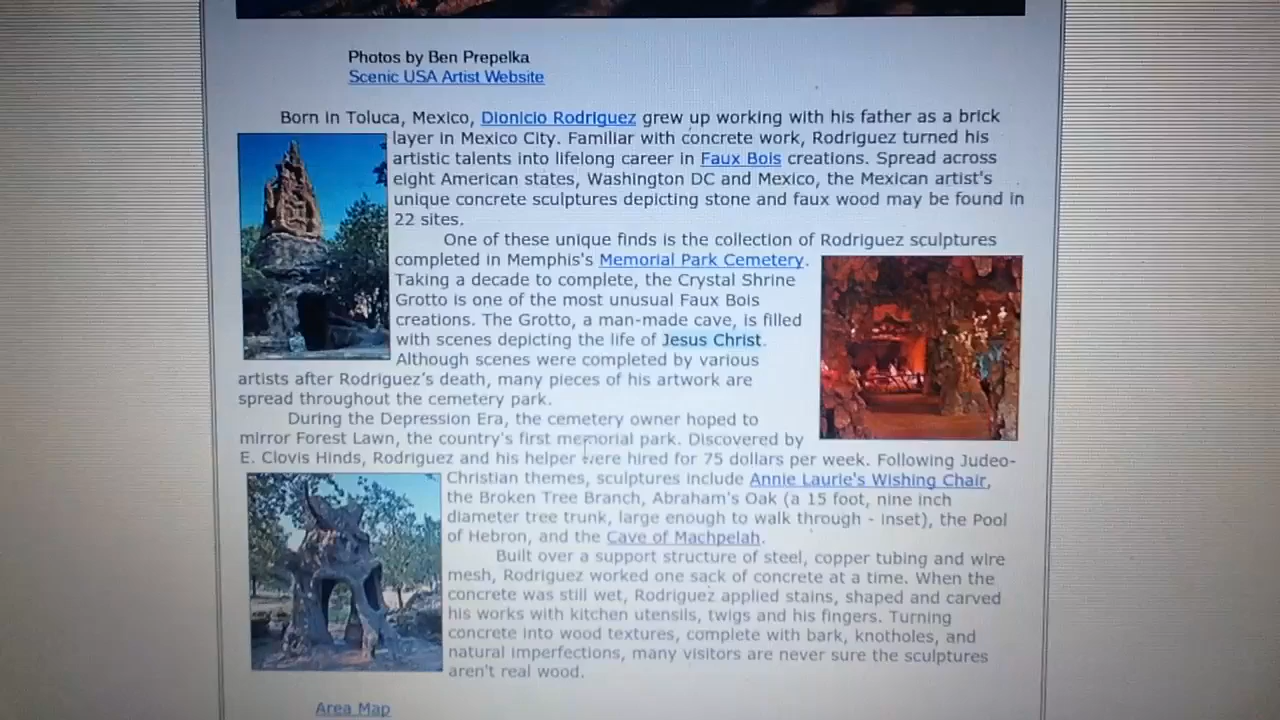 Photos by Ben Prepelka
Scenic USA Artist Website
Born in Toluca, Mexico, Dionicio Rodriguez grew up working with his father as a brick
layer in Mexico City. Familiar with concrete work, Rodriguez turned his
artistic talents into lifelong career in Faux Bois creations. Spread across
eight American states, Washington DC and Mexico, the Mexican artist's
unique concrete sculptures depicting stone and faux wood may be found in
22 sites.
One of these unique finds is the collection of Rodriguez sculptures
completed in Memphis's Memorial Park Cemetery.
Taking a decade to complete, the Crystal Shrine
Grotto is one of the most unusual Faux Bois
creations. The Grotto, a man-made cave, is filled
with scenes depicting the life of Jesus Christ.
Although scenes were completed by various
artists after Rodriguez's death, many pieces of his artwork are
spread throughout the cemetery park.
During the Depression Era, the cemetery owner hoped to
mirror Forest Lawn, the country's first memorial park. Discovered by
E. Clovis Hinds, Rodriguez and his helper were hired for 75 dollars per week. Following Judeo-
Christian themes, sculptures include Annie Laurie's Wishing Chair,
the Broken Tree Branch, Abraham's Oak (a 15 foot, nine inch
diameter tree trunk, large enough to walk through - inset), the Pool
of Hebron, and the Cave of Machpelah.
Built over a support structure of steel, copper tubing and wire
mesh, Rodriguez worked one sack of concrete at a time. When the
concrete was still wet, Rodriguez applied stains, shaped and carved
his works with kitchen utensils, twigs and his fingers. Turning
concrete into wood textures, complete with bark, knotholes, and
natural imperfections, many visitors are never sure the sculptures
aren't real wood.
Area Map